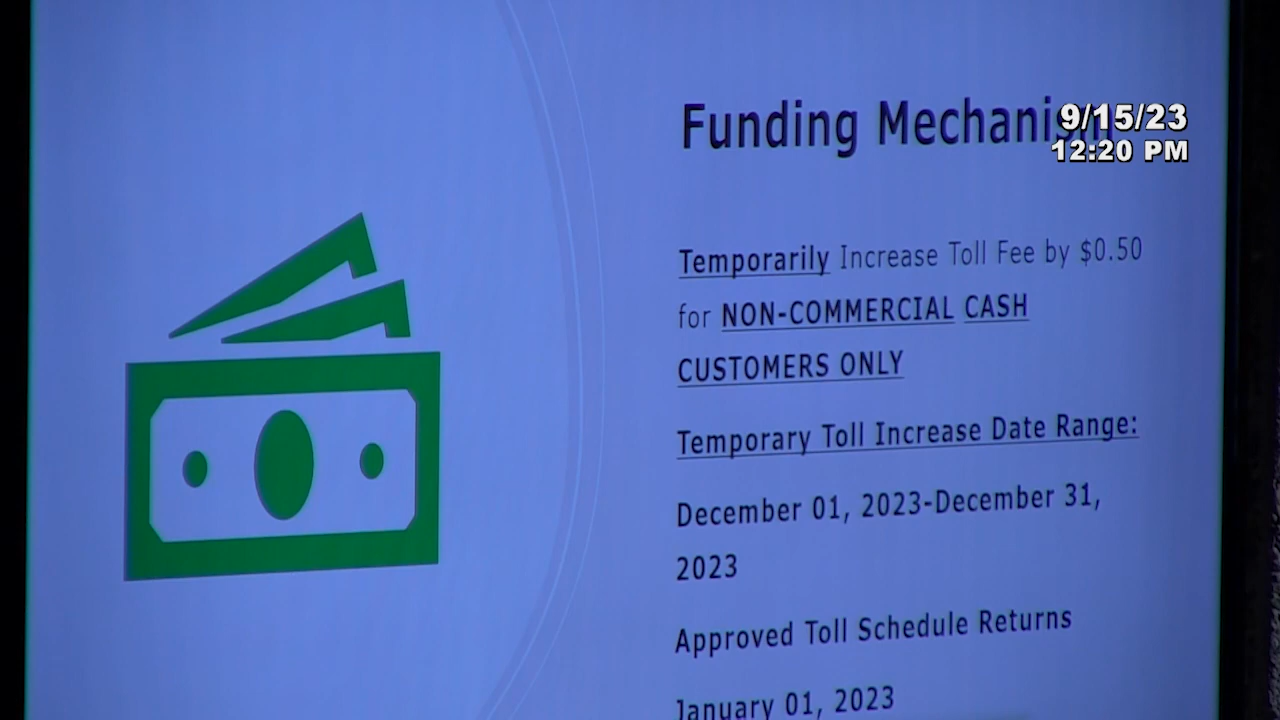 Funding Mechanism
9/15/23
12:20 PM
Temporarily Increase Toll Fee by $0.50
for NON-COMMERCIAL CASH
CUSTOMERS ONLY
Temporary Toll Increase Date Range:
December 01, 2023-December 31,
2023
Approved Toll Schedule Returns
January 01, 2023